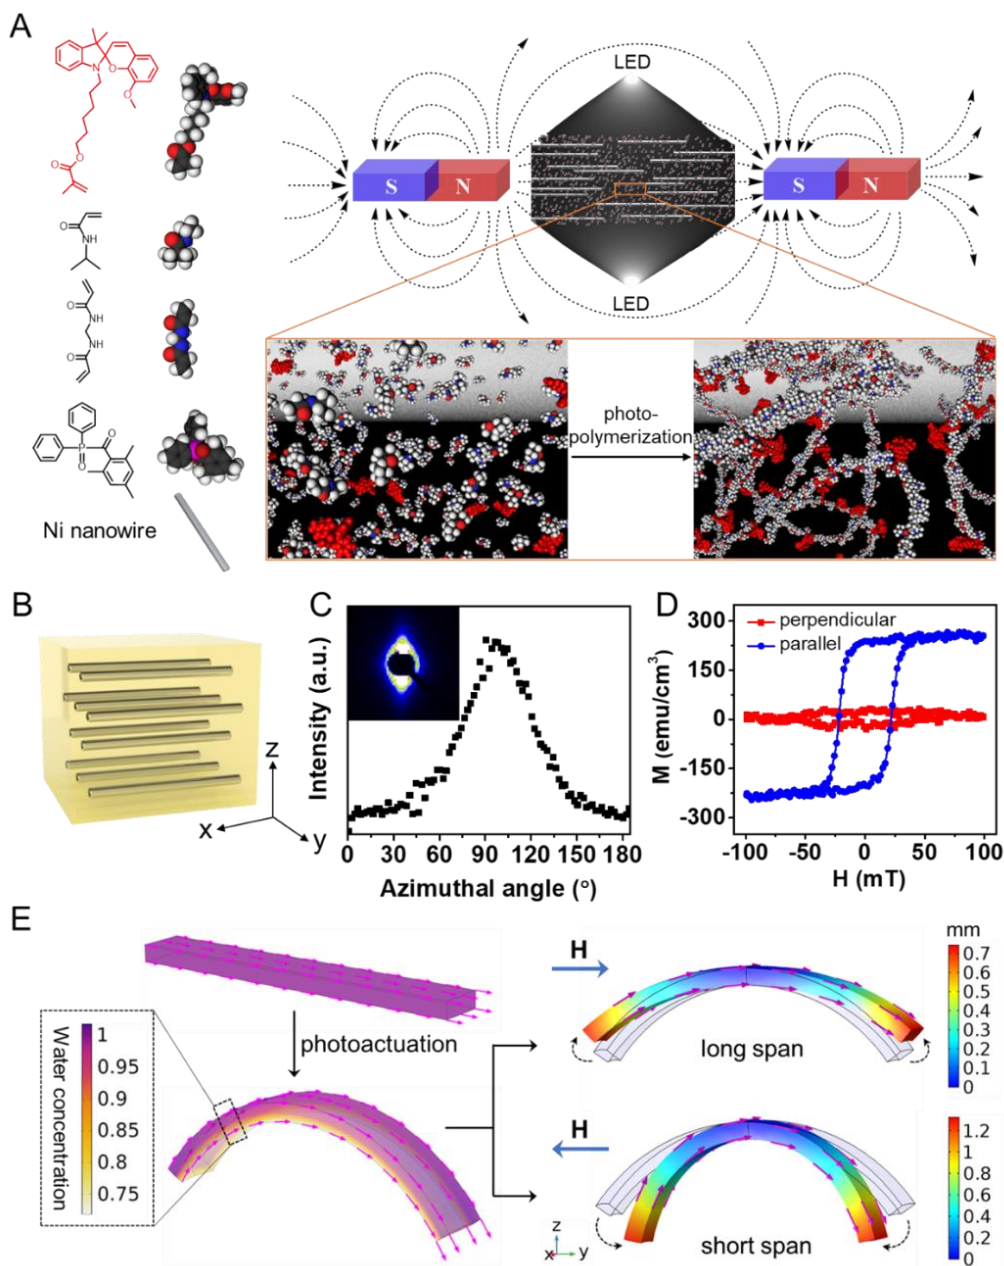 A
N
O
O
O
O
O
NH
O
NH
NH
O
O
P
O
Ni nanowire
LED
S
N
S
N
LED
photo-
polymerization
B
z
x
y
C
Intensity (a.u.)
0
30
60
90
120
150
180
Azimuthal angle (°)
D
perpendicular
parallel
M (emu/cm³)
300
150
0
-150
-300
-100
-50
0
50
100
H (mT)
E
photoactuation
Water concentration
1
0.95
0.9
0.85
0.8
0.75
H
long span
mm
0.7
0.6
0.5
0.4
0.3
0.2
0.1
0
H
short span
z
x
y
1.2
1
0.8
0.6
0.4
0.2
0